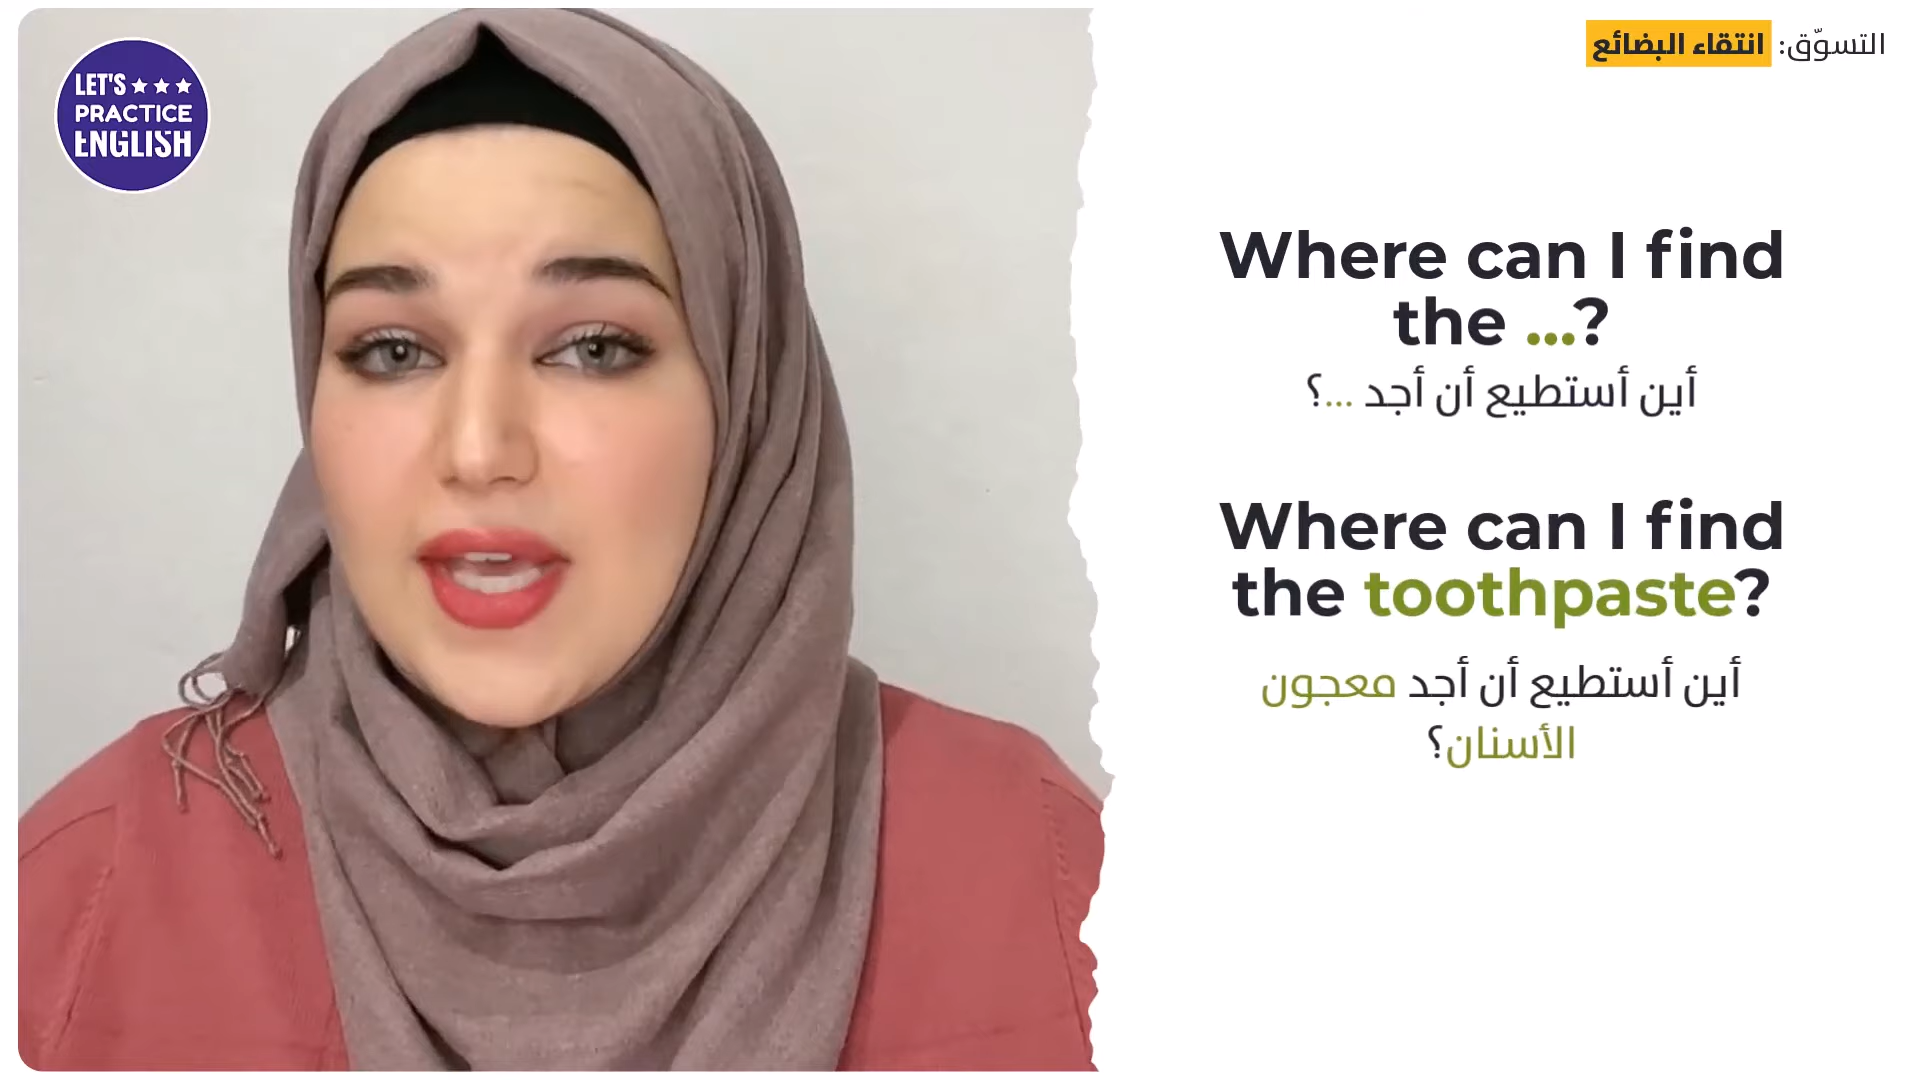 LET'S
PRACTICE
ENGLISH
التسوّق: انتقاء البضائع
Where can I find
the ...?
أين أستطيع أن أجد ...؟
Where can I find
the toothpaste?
أين أستطيع أن أجد معجون
الأسنان؟